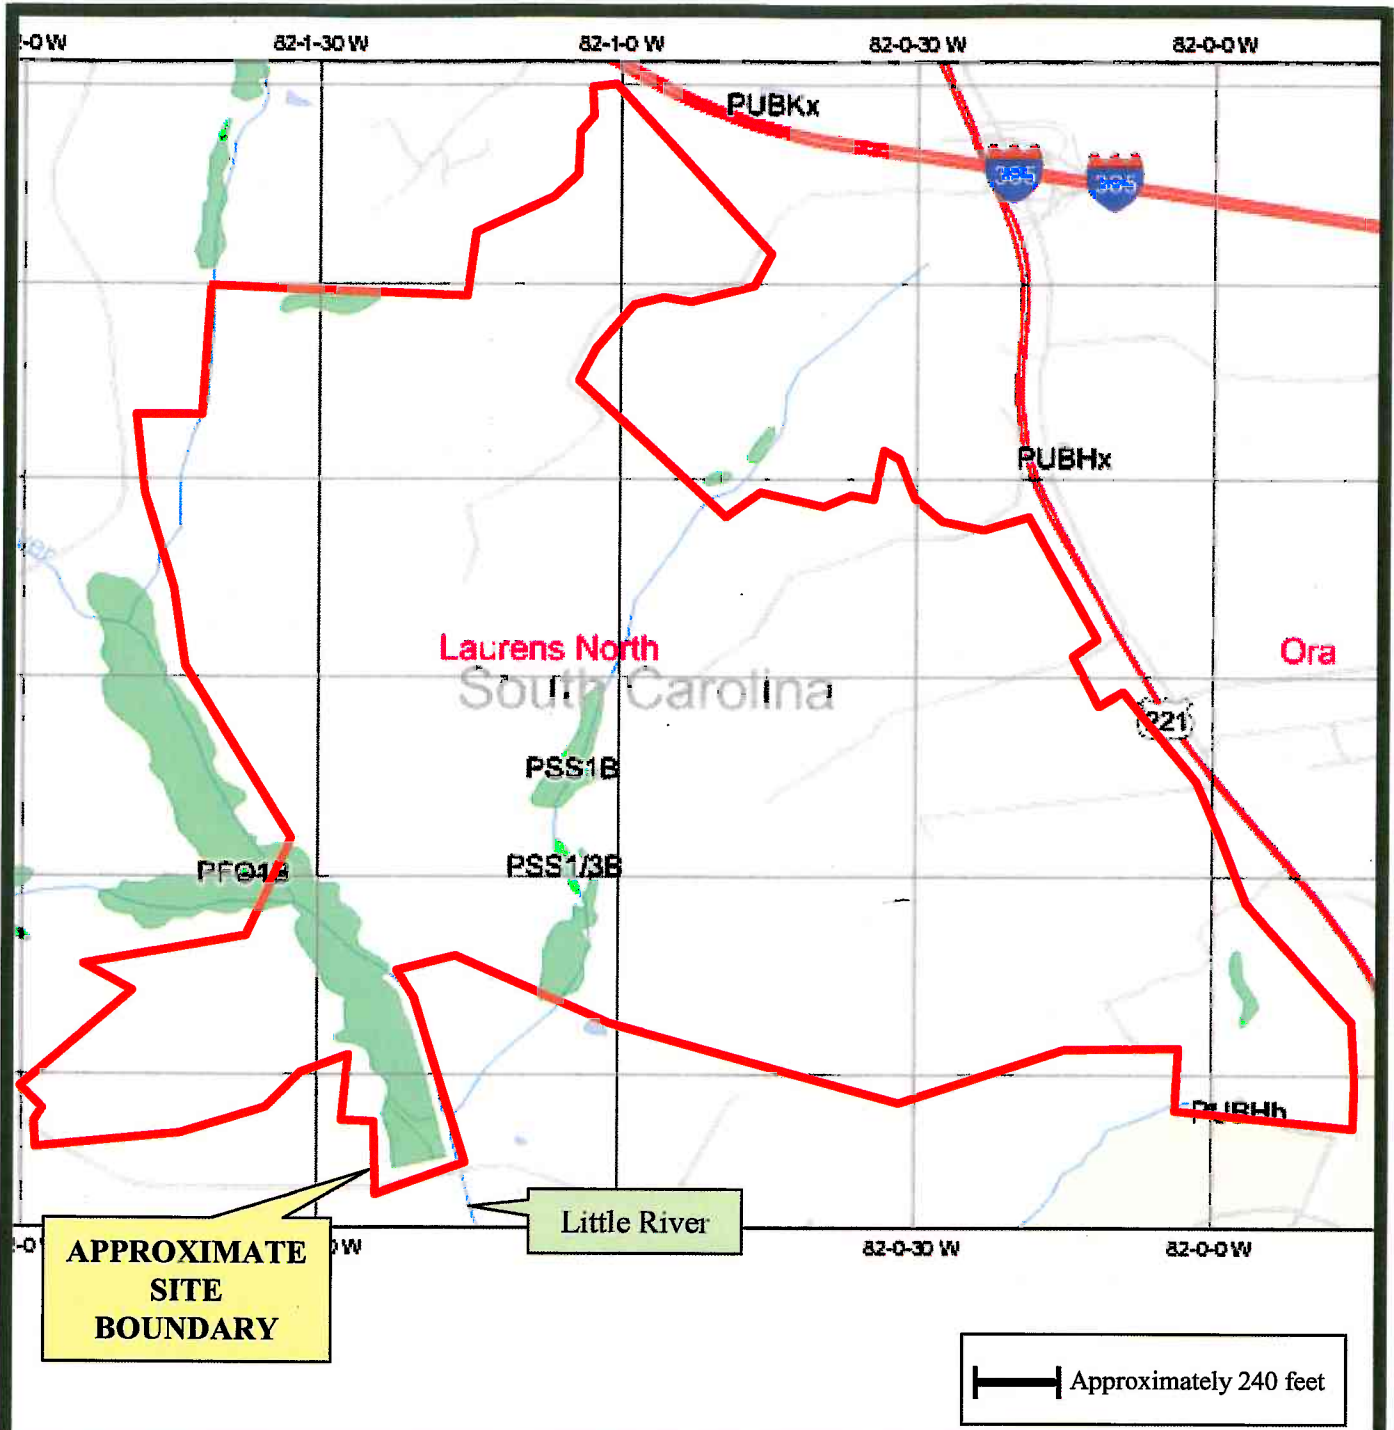 82-1-30 W
82-1-0 W
82-0-30 W
82-0-0 W
PUBKx
PUBHx
Laurens North
Ora
South Carolina
221
PSS1B
PSS1/3B
PUBHh
Little River
82-0-30 W
82-0-0 W
APPROXIMATE
SITE
BOUNDARY
Approximately 240 feet